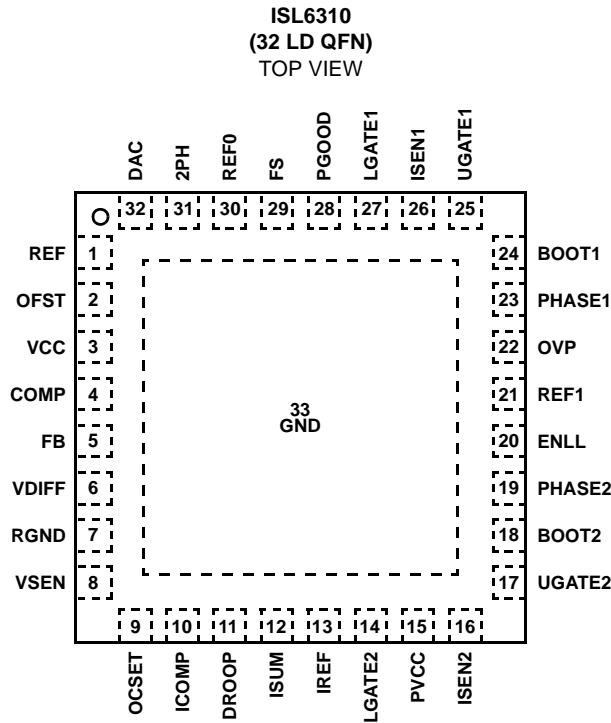 ISL6310
(32 LD QFN)
TOP VIEW
DAC
2PH
REF0
FS
PGOOD
LGATE1
ISEN1
UGATE1
32 31 30 29 28 27 26 25
REF 1
OFST 2
VCC 3
COMP 4
FB 5
VDIFF 6
RGND 7
VSEN 8
33
GND
24 BOOT1
23 PHASE1
22 OVP
21 REF1
20 ENLL
19 PHASE2
18 BOOT2
17 UGATE2
9 10 11 12 13 14 15 16
OCSET
ICOMP
DROOP
ISUM
IREF
LGATE2
PVCC
ISEN2